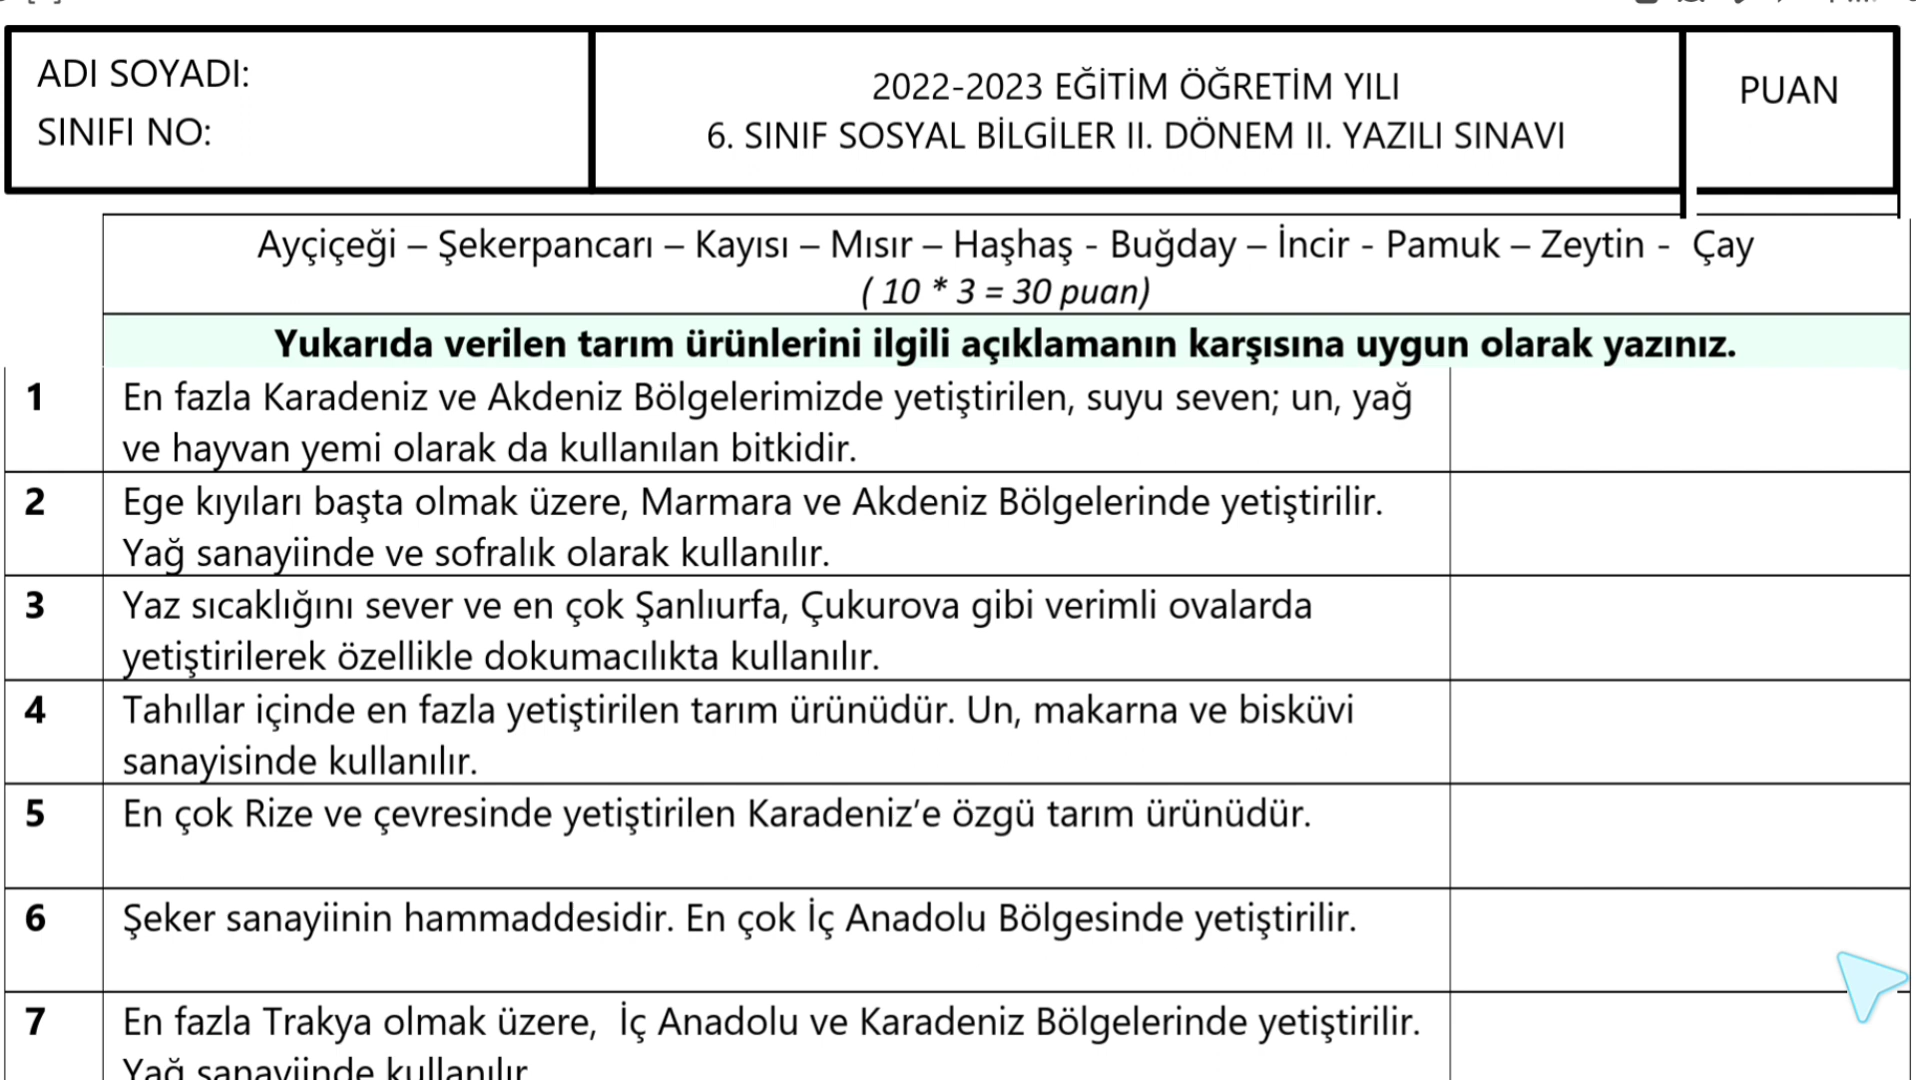 ADI SOYADI:
SINIFI NO:
2022-2023 EĞİTİM ÖĞRETİM YILI
6. SINIF SOSYAL BİLGİLER II. DÖNEM II. YAZILI SINAVI
PUAN
Ayçiçeği – Şekerpancarı – Kayısı – Mısır – Haşhaş - Buğday – İncir - Pamuk – Zeytin - Çay
( 10 * 3 = 30 puan)
Yukarıda verilen tarım ürünlerini ilgili açıklamanın karşısına uygun olarak yazınız.
1 En fazla Karadeniz ve Akdeniz Bölgelerimizde yetiştirilen, suyu seven; un, yağ
ve hayvan yemi olarak da kullanılan bitkidir.
2 Ege kıyıları başta olmak üzere, Marmara ve Akdeniz Bölgelerinde yetiştirilir.
Yağ sanayiinde ve sofralık olarak kullanılır.
3 Yaz sıcaklığını sever ve en çok Şanlıurfa, Çukurova gibi verimli ovalarda
yetiştirilerek özellikle dokumacılıkta kullanılır.
4 Tahıllar içinde en fazla yetiştirilen tarım ürünüdür. Un, makarna ve bisküvi
sanayisinde kullanılır.
5 En çok Rize ve çevresinde yetiştirilen Karadeniz’e özgü tarım ürünüdür.
6 Şeker sanayiinin hammaddesidir. En çok İç Anadolu Bölgesinde yetiştirilir.
7 En fazla Trakya olmak üzere, İç Anadolu ve Karadeniz Bölgelerinde yetiştirilir.
Yağ sanayiinde kullanılır